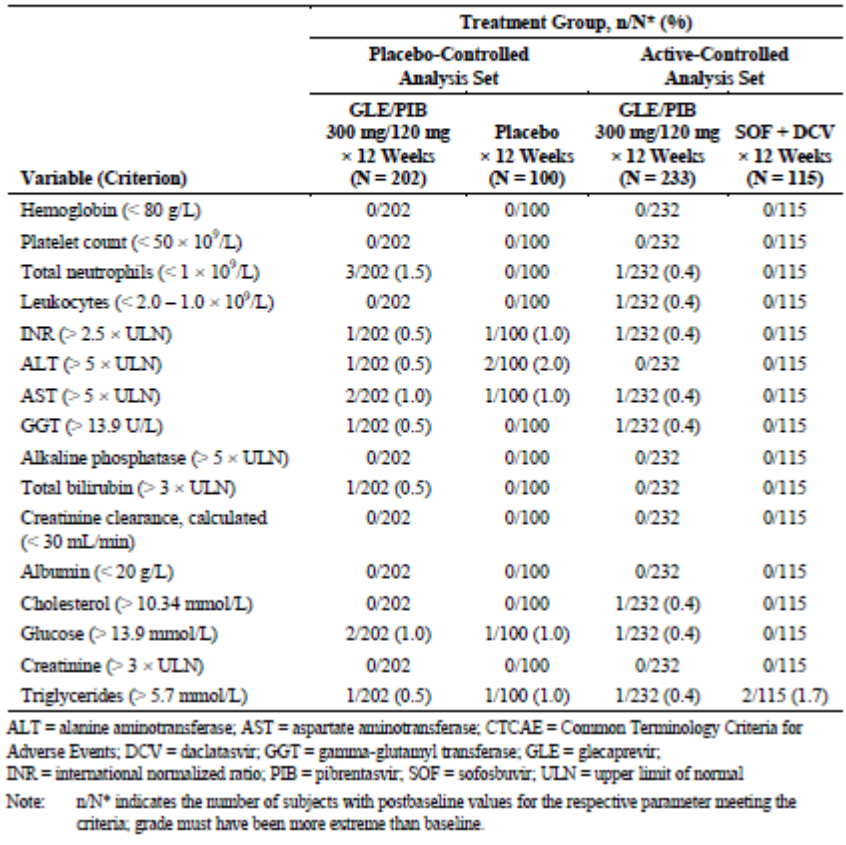 Treatment Group, n/N* (%)
Placebo-Controlled Analysis Set Active-Controlled Analysis Set
Variable (Criterion) GLE/PIB 300 mg/120 mg × 12 Weeks (N = 202) Placebo × 12 Weeks (N = 100) GLE/PIB 300 mg/120 mg × 12 Weeks (N = 233) SOF + DCV × 12 Weeks (N = 115)
Hemoglobin (< 80 g/L) 0/202 0/100 0/232 0/115
Platelet count (< 50 × 10⁹/L) 0/202 0/100 0/232 0/115
Total neutrophils (< 1 × 10⁹/L) 3/202 (1.5) 0/100 1/232 (0.4) 0/115
Leukocytes (< 2.0 – 1.0 × 10⁹/L) 0/202 0/100 1/232 (0.4) 0/115
INR (> 2.5 × ULN) 1/202 (0.5) 1/100 (1.0) 1/232 (0.4) 0/115
ALT (> 5 × ULN) 1/202 (0.5) 2/100 (2.0) 0/232 0/115
AST (> 5 × ULN) 2/202 (1.0) 1/100 (1.0) 1/232 (0.4) 0/115
GGT (> 13.9 U/L) 1/202 (0.5) 0/100 1/232 (0.4) 0/115
Alkaline phosphatase (> 5 × ULN) 0/202 0/100 0/232 0/115
Total bilirubin (> 3 × ULN) 1/202 (0.5) 0/100 0/232 0/115
Creatinine clearance, calculated 0/202 0/100 0/232 0/115
(< 30 mL/min)
Albumin (< 20 g/L) 0/202 0/100 0/232 0/115
Cholesterol (> 10.34 mmol/L) 0/202 0/100 1/232 (0.4) 0/115
Glucose (> 13.9 mmol/L) 2/202 (1.0) 1/100 (1.0) 1/232 (0.4) 0/115
Creatinine (> 3 × ULN) 0/202 0/100 0/232 0/115
Triglycerides (> 5.7 mmol/L) 1/202 (0.5) 1/100 (1.0) 1/232 (0.4) 2/115 (1.7)
ALT = alanine aminotransferase; AST = aspartate aminotransferase; CTCAE = Common Terminology Criteria for
Adverse Events; DCV = daclatasvir; GGT = gamma-glutamyl transferase; GLE = glecaprevir;
INR = international normalized ratio; PIB = pibrentasvir; SOF = sofosbuvir; ULN = upper limit of normal
Note: n/N* indicates the number of subjects with postbaseline values for the respective parameter meeting the
criteria; grade must have been more extreme than baseline.